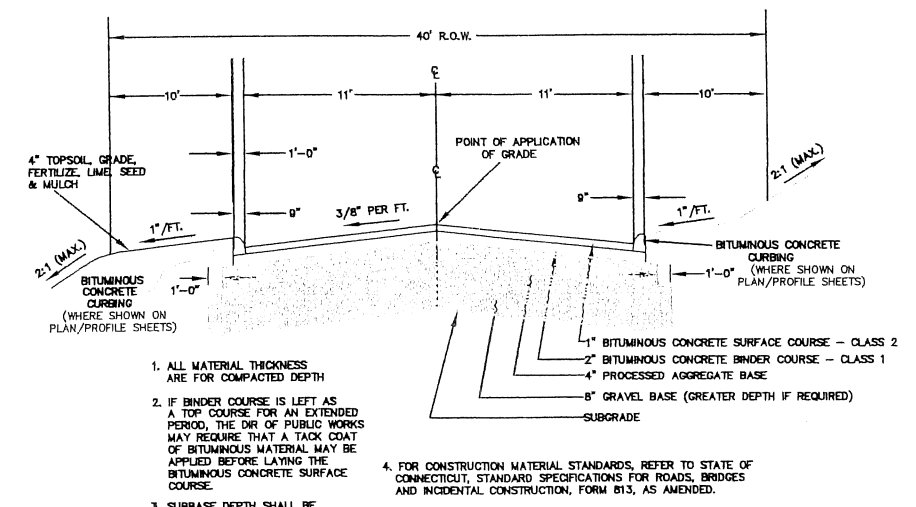 40' R.O.W.
℄
10'
11'
11'
10'
4" TOPSOIL, GRADE,
FERTILIZE, LIME, SEED
& MULCH
1'-0"
POINT OF APPLICATION
OF GRADE
℄
2:1 (MAX.)
9"
3/8" PER FT.
9"
1"/FT.
1"/FT.
2:1 (MAX.)
BITUMINOUS
CONCRETE
CURBING
(WHERE SHOWN ON
PLAN/PROFILE SHEETS)
1'-0"
1'-0"
BITUMINOUS CONCRETE
CURBING
(WHERE SHOWN ON
PLAN/PROFILE SHEETS)
1" BITUMINOUS CONCRETE SURFACE COURSE - CLASS 2
2" BITUMINOUS CONCRETE BINDER COURSE - CLASS 1
4" PROCESSED AGGREGATE BASE
8" GRAVEL BASE (GREATER DEPTH IF REQUIRED)
SUBGRADE
1. ALL MATERIAL THICKNESS
ARE FOR COMPACTED DEPTH
2. IF BINDER COURSE IS LEFT AS
A TOP COURSE FOR AN EXTENDED
PERIOD, THE DIR OF PUBLIC WORKS
MAY REQUIRE THAT A TACK COAT
OF BITUMINOUS MATERIAL MAY BE
APPLIED BEFORE LAYING THE
BITUMINOUS CONCRETE SURFACE
COURSE.
3. SUBBASE DEPTH SHALL BE
4. FOR CONSTRUCTION MATERIAL STANDARDS, REFER TO STATE OF
CONNECTICUT, STANDARD SPECIFICATIONS FOR ROADS, BRIDGES
AND INCIDENTAL CONSTRUCTION, FORM 813, AS AMENDED.